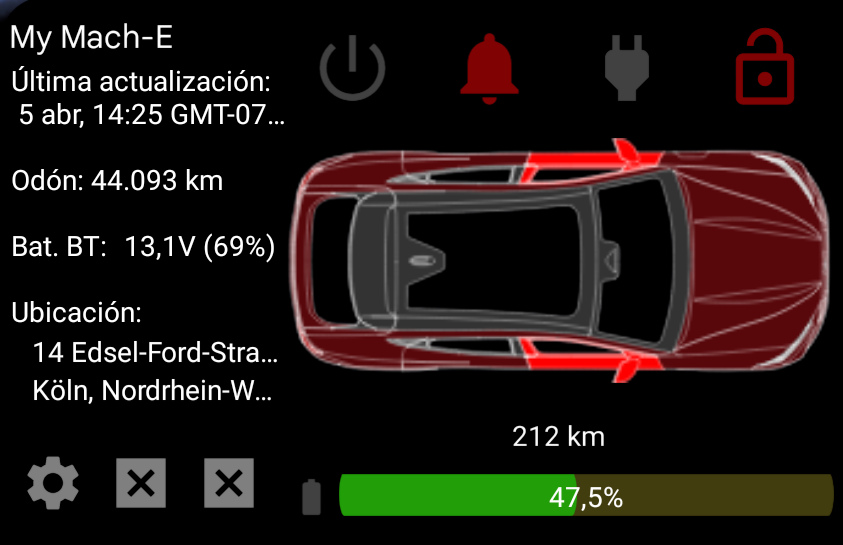 My Mach-E
Última actualización:
5 abr, 14:25 GMT-07...
Odón: 44.093 km
Bat. BT: 13,1V (69%)
Ubicación:
14 Edsel-Ford-Stra...
Köln, Nordrhein-W...
212 km
47,5%